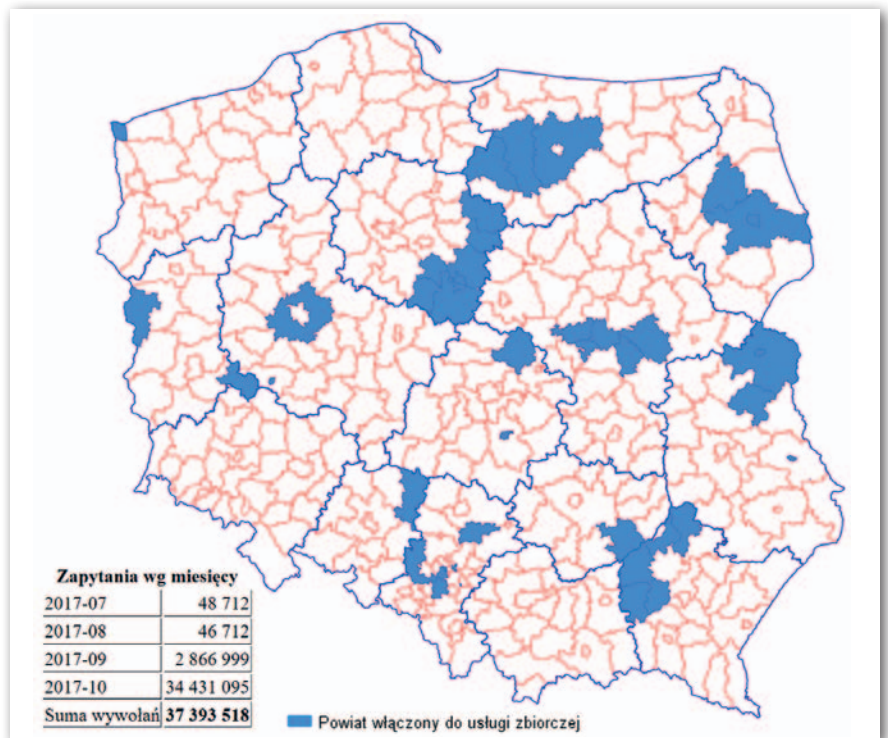 Zapytania wg miesięcy
2017-07 48 712
2017-08 46 712
2017-09 2 866 999
2017-10 34 431 095
Suma wywołań 37 393 518
Powiat włączony do usługi zbiorczej